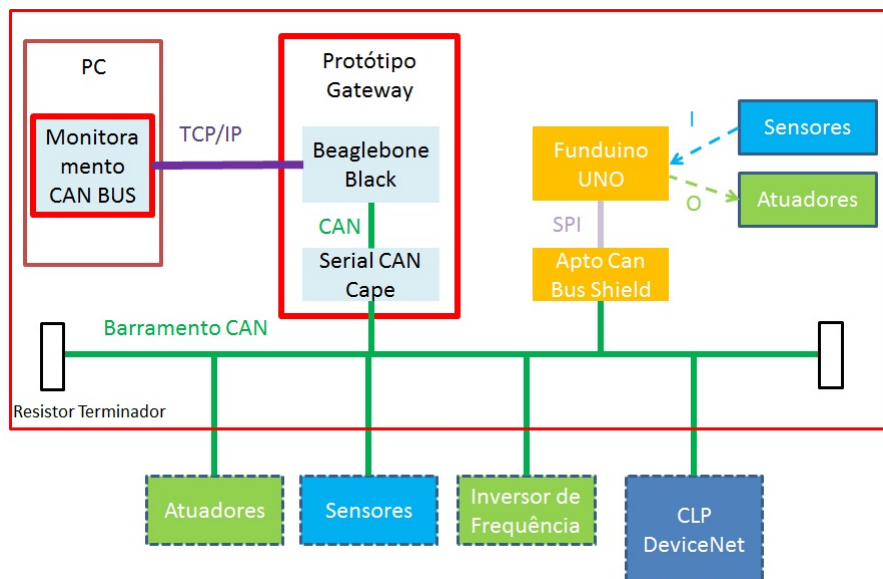 PC
Monitora
mento
CAN BUS
TCP/IP
Protótipo
Gateway
Beaglebone
Black
CAN
Serial CAN
Cape
Funduino
UNO
SPI
Apto Can
Bus Shield
I
O
Sensores
Atuadores
Barramento CAN
Resistor Terminador
Atuadores
Sensores
Inversor de
Frequência
CLP
DeviceNet